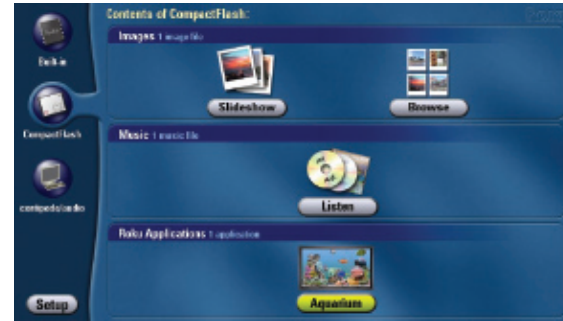 Contents of CompactFlash:
Images 1 image file
Built-in
Slideshow
Browse
CompactFlash
Music 1 music file
Listen
Roku Applications 1 application
Aquarium
Setup